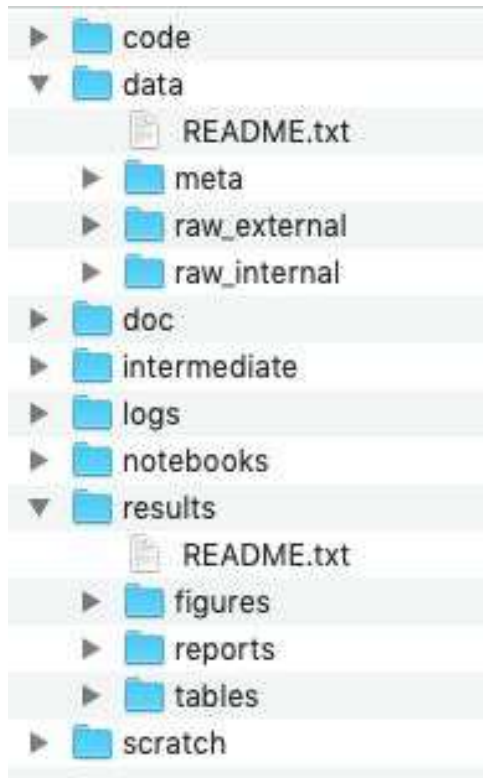 code
data
README.txt
meta
raw_external
raw_internal
doc
intermediate
logs
notebooks
results
README.txt
figures
reports
tables
scratch